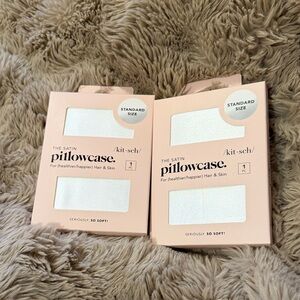 STANDARD
SIZE
/kit·sch/
THE SATIN
pillowcase.
For (healthier/happier) Hair & Skin
1
SERIOUSLY, SO SOFT!
STANDARD
SIZE
/kit·sch/
THE SATIN
pillowcase.
For (healthier/happier) Hair & Skin
1
SERIOUSLY, SO SOFT!